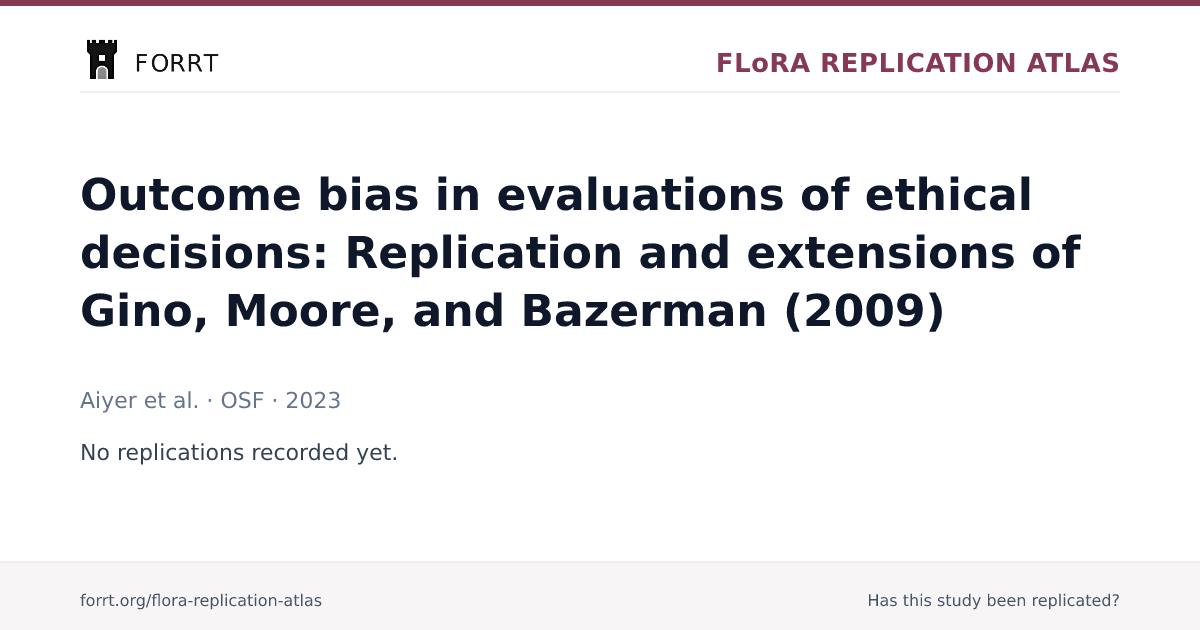 FORRT
FLoRA REPLICATION ATLAS
Outcome bias in evaluations of ethical
decisions: Replication and extensions of
Gino, Moore, and Bazerman (2009)
Aiyer et al. · OSF · 2023
No replications recorded yet.
forrt.org/flora-replication-atlas
Has this study been replicated?